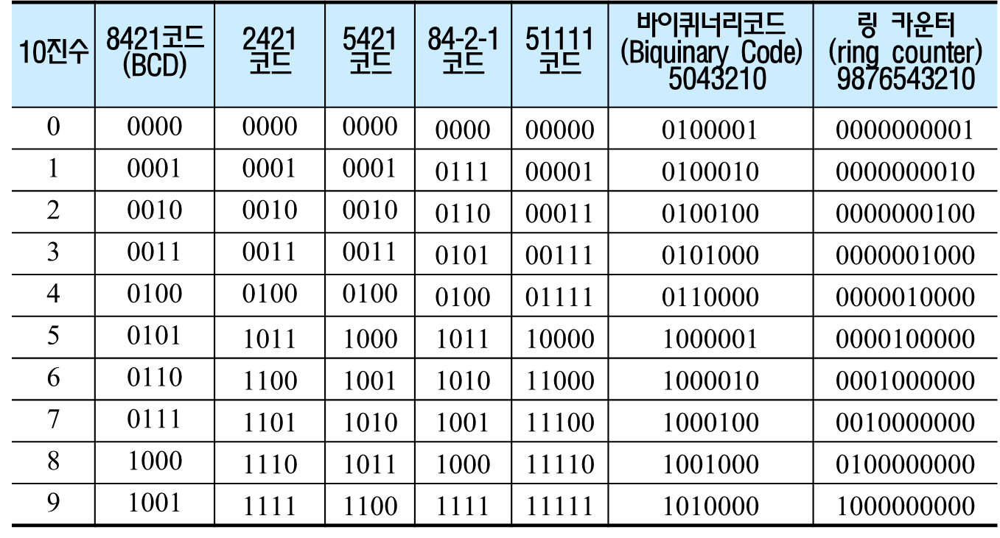 10진수 8421코드 (BCD) 2421 코드 5421 코드 84-2-1 코드 51111 코드 바이퀴너리코드 (Biquinary Code) 5043210 링 카운터 (ring counter) 9876543210
0 0000 0000 0000 0000 00000 0100001 0000000001
1 0001 0001 0001 0111 00001 0100010 0000000010
2 0010 0010 0010 0110 00011 0100100 0000000100
3 0011 0011 0011 0101 00111 0101000 0000001000
4 0100 0100 0100 0100 01111 0110000 0000010000
5 0101 1011 1000 1011 10000 1000001 0000100000
6 0110 1100 1001 1010 11000 1000010 0001000000
7 0111 1101 1010 1001 11100 1000100 0010000000
8 1000 1110 1011 1000 11110 1001000 0100000000
9 1001 1111 1100 1111 11111 1010000 1000000000